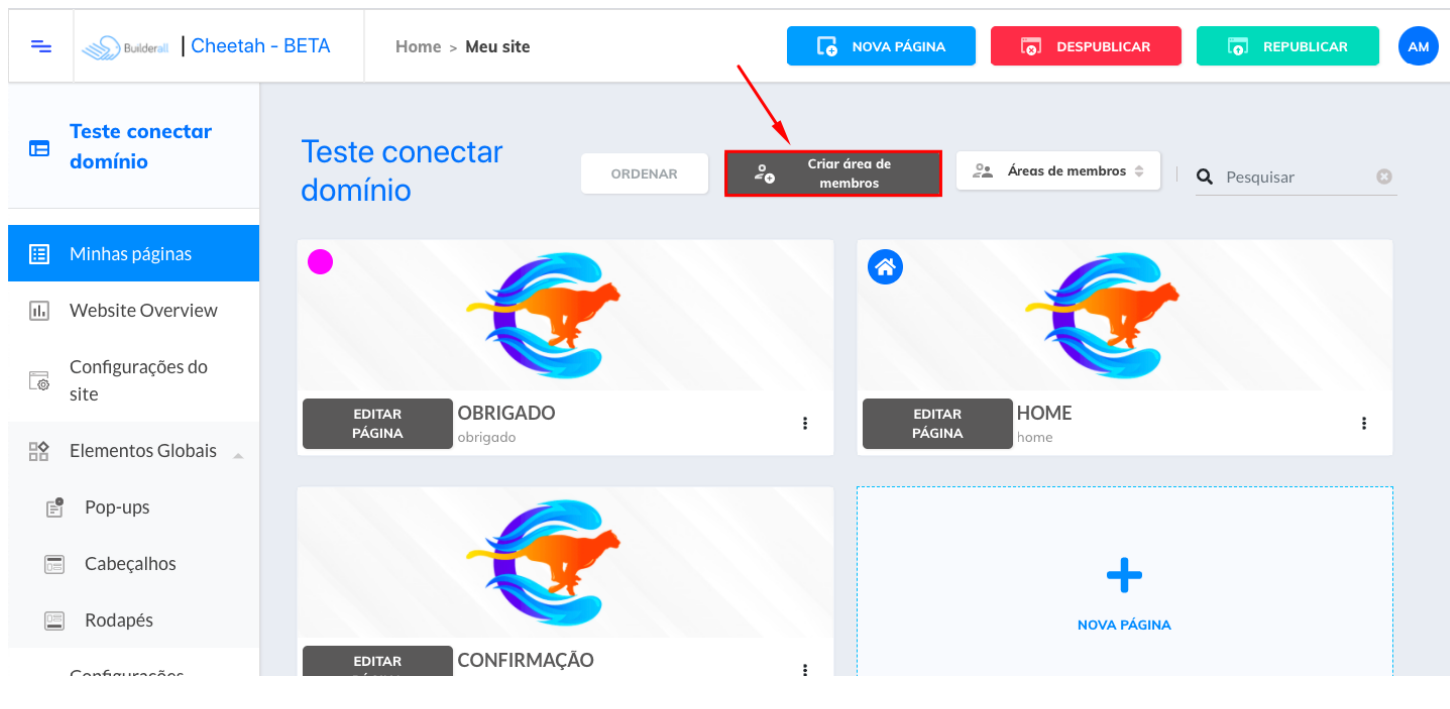 Builderall | Cheetah - BETA
Home > Meu site
NOVA PÁGINA
DESPUBLICAR
REPUBLICAR
AM
Teste conectar
domínio
Minhas páginas
Website Overview
Configurações do
site
Elementos Globais
Pop-ups
Cabeçalhos
Rodapés
Configurações
Teste conectar
domínio
ORDENAR
Criar área de
membros
Áreas de membros
Pesquisar
EDITAR
PÁGINA
OBRIGADO
obrigado
EDITAR
PÁGINA
HOME
home
EDITAR
PÁGINA
CONFIRMAÇÃO
NOVA PÁGINA